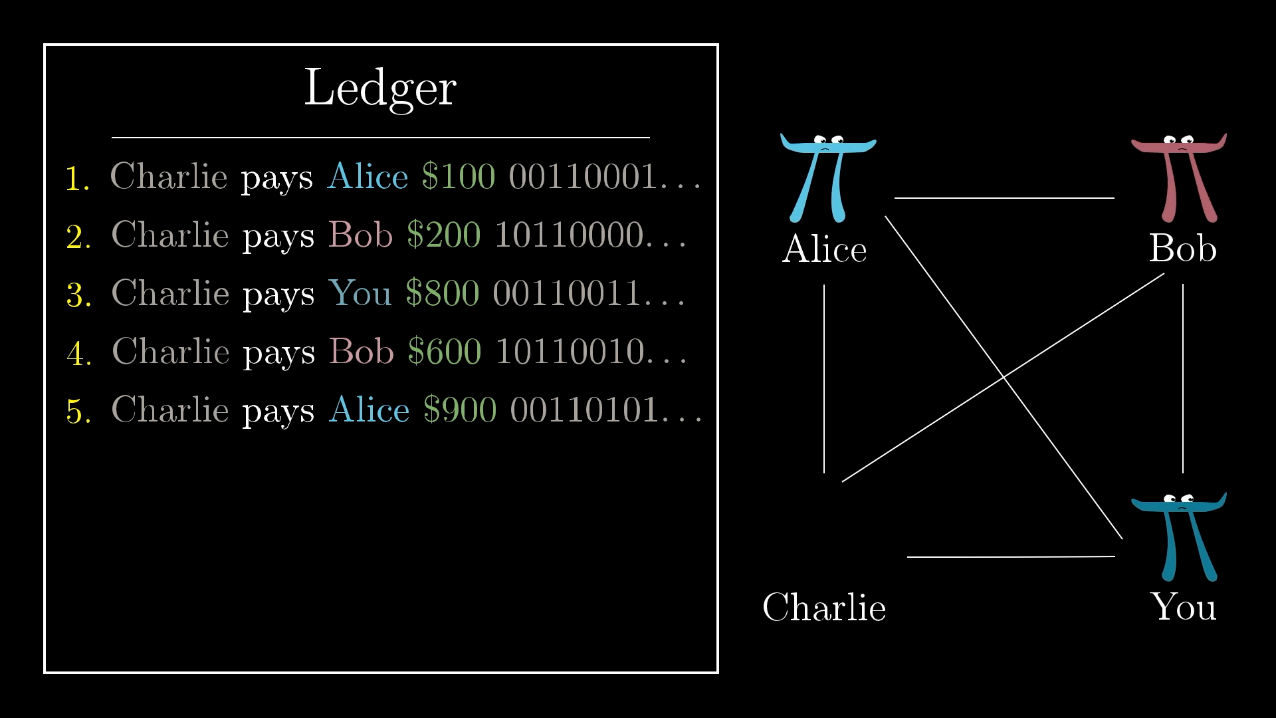 Ledger
1. Charlie pays Alice $100 00110001...
2. Charlie pays Bob $200 10110000...
3. Charlie pays You $800 00110011...
4. Charlie pays Bob $600 10110010...
5. Charlie pays Alice $900 00110101...
Alice
Bob
Charlie
You